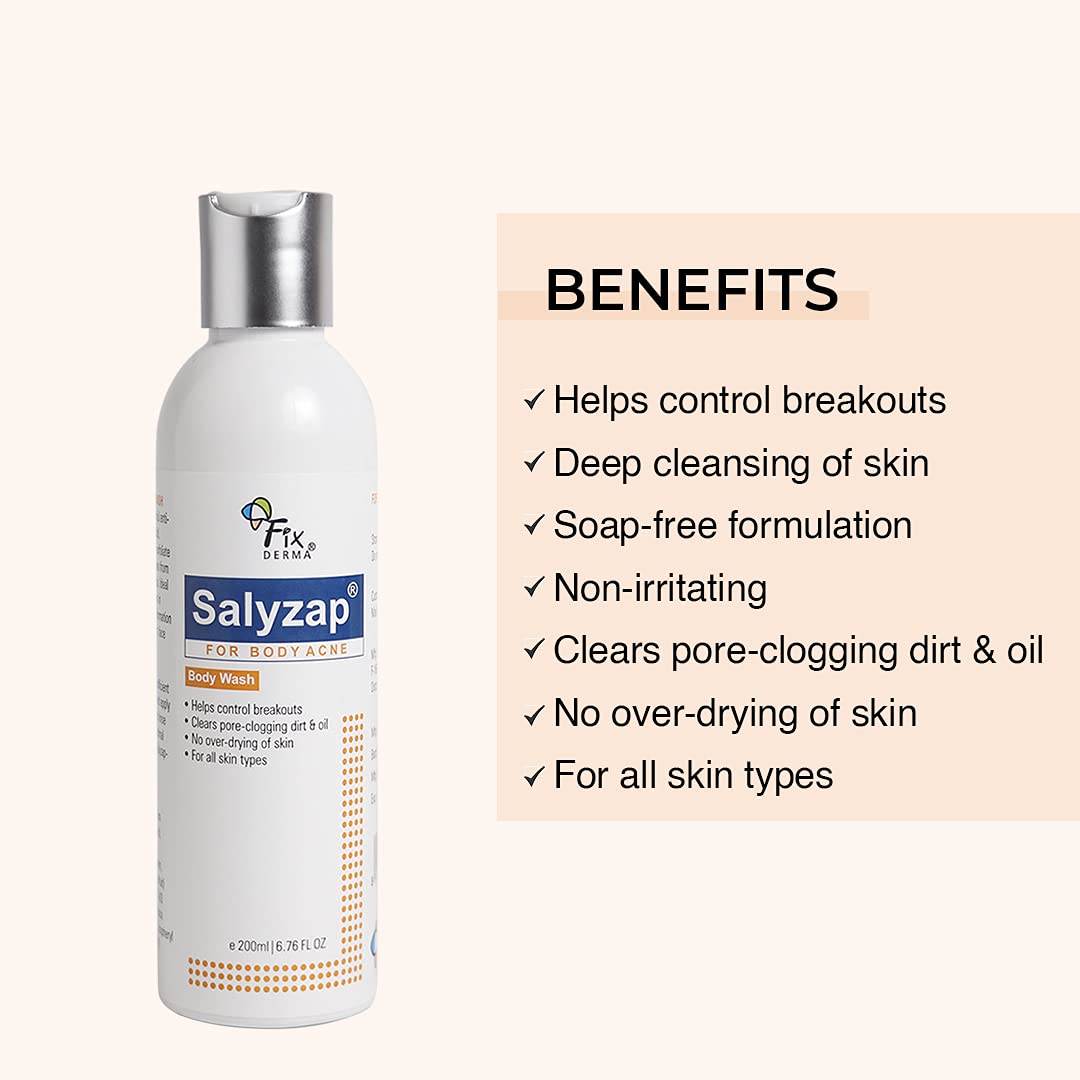 BENEFITS
Helps control breakouts
Deep cleansing of skin
Soap-free formulation
Non-irritating
Clears pore-clogging dirt & oil
No over-drying of skin
For all skin types
Fix
DERMA®
Salyzap®
FOR BODY ACNE
Body Wash
• Helps control breakouts
• Clears pore-clogging dirt & oil
• No over-drying of skin
• For all skin types
e 200ml | 6.76 FL OZ